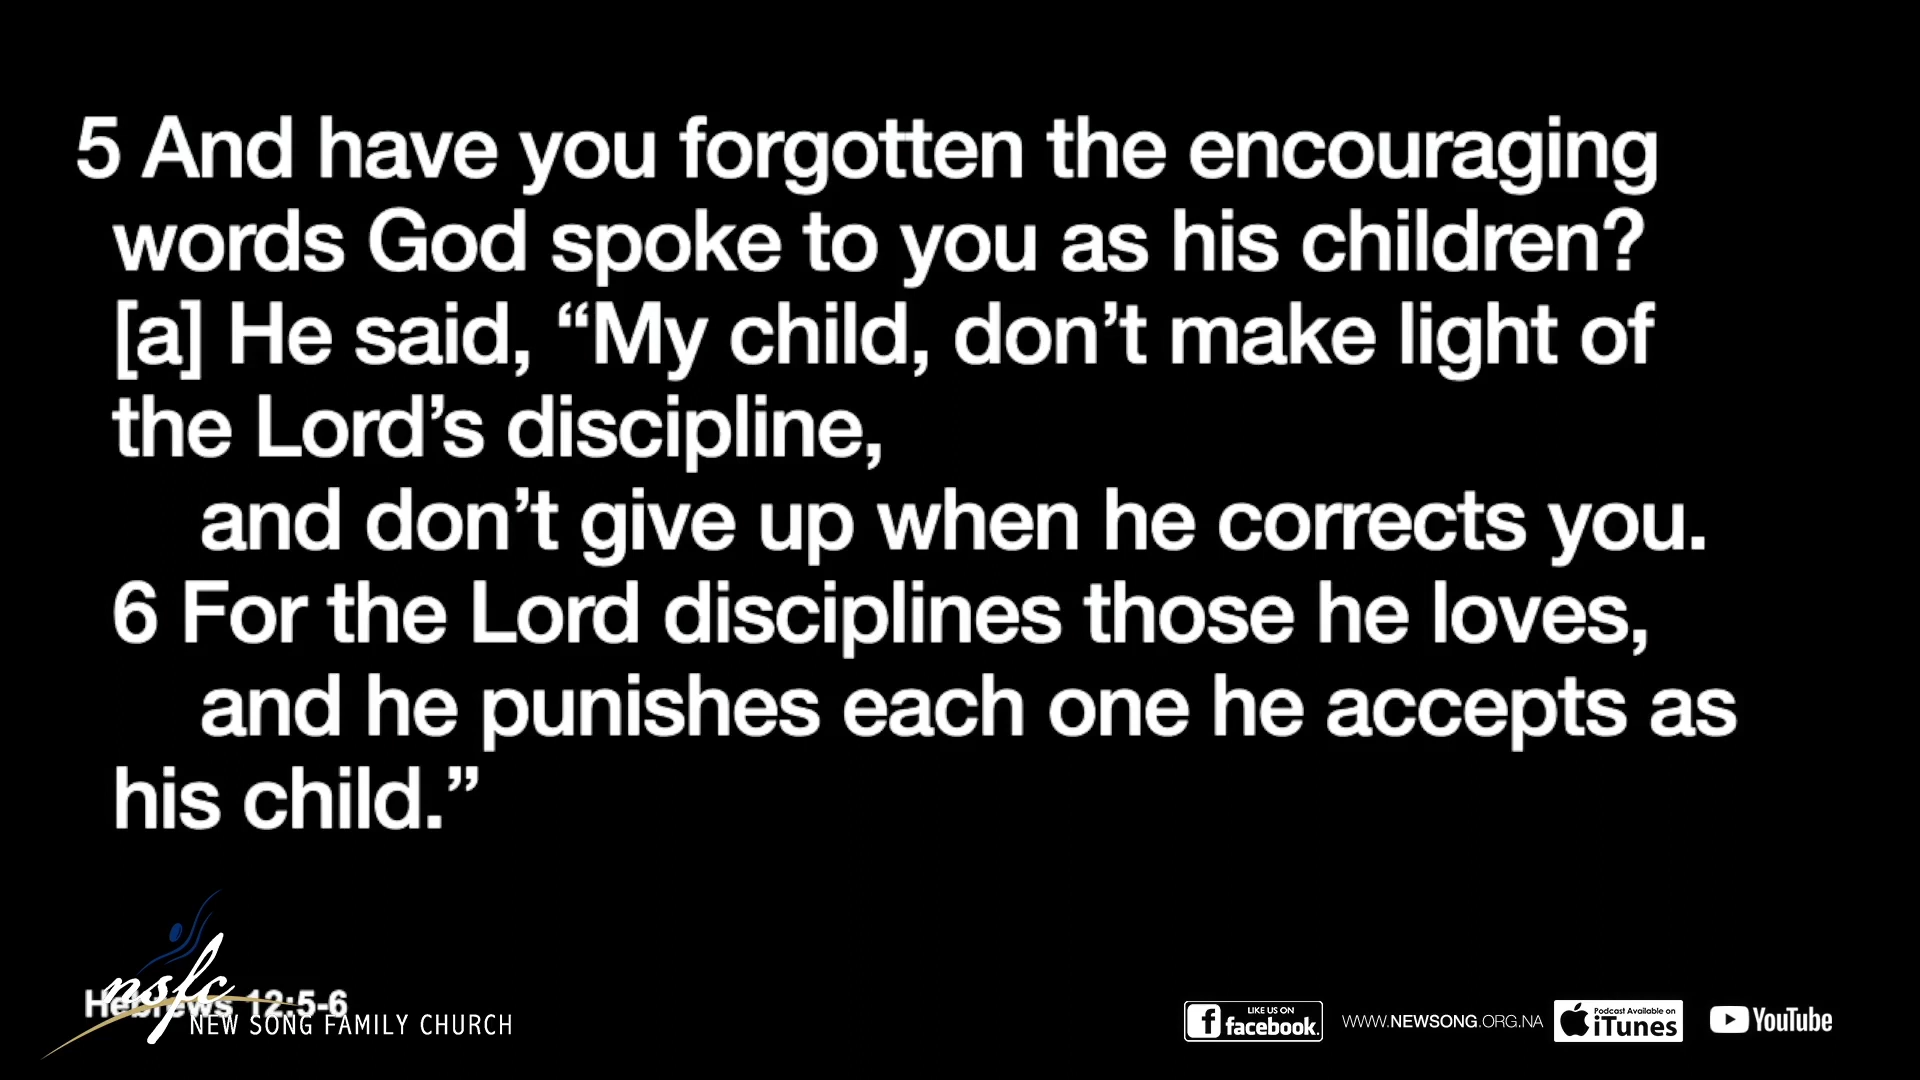 5 And have you forgotten the encouraging
words God spoke to you as his children?
[a] He said, “My child, don’t make light of
the Lord’s discipline,
and don’t give up when he corrects you.
6 For the Lord disciplines those he loves,
and he punishes each one he accepts as
his child.”
nsfc
Hebrews 12:5-6
NEW SONG FAMILY CHURCH
LIKE US ON
facebook.
WWW.NEWSONG.ORG.NA
Podcast Available on
iTunes
YouTube